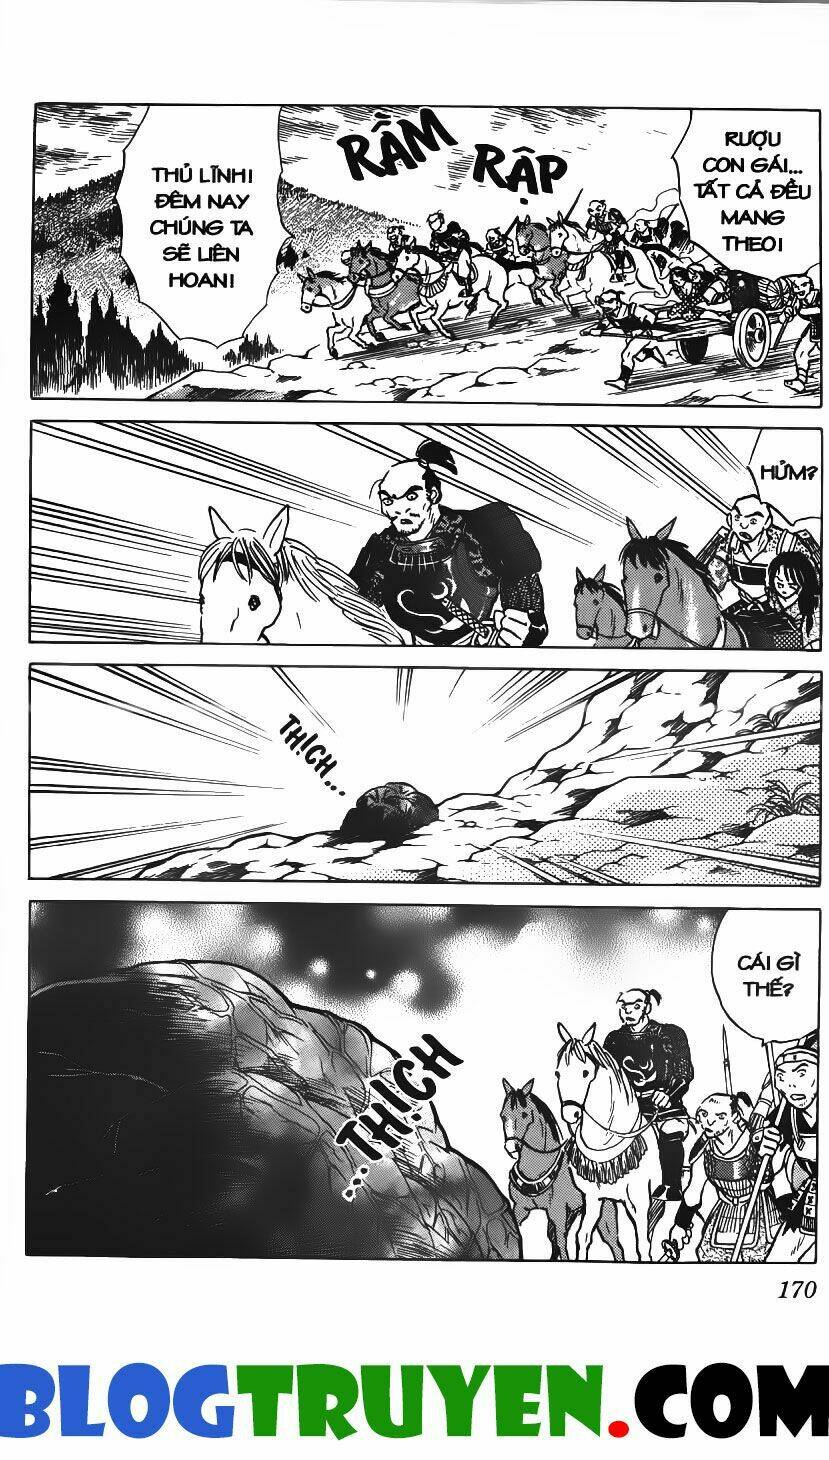 RƯỢU
CON GÁI...
TẤT CẢ ĐỀU
MANG
THEO!
RẦM
RẬP
THỦ LĨNH!
ĐÊM NAY
CHÚNG TA
SẼ LIÊN
HOAN!
HỬM?
THỊCH...
CÁI GÌ
THẾ?
...THỊCH
170
BLOGTRUYEN.COM